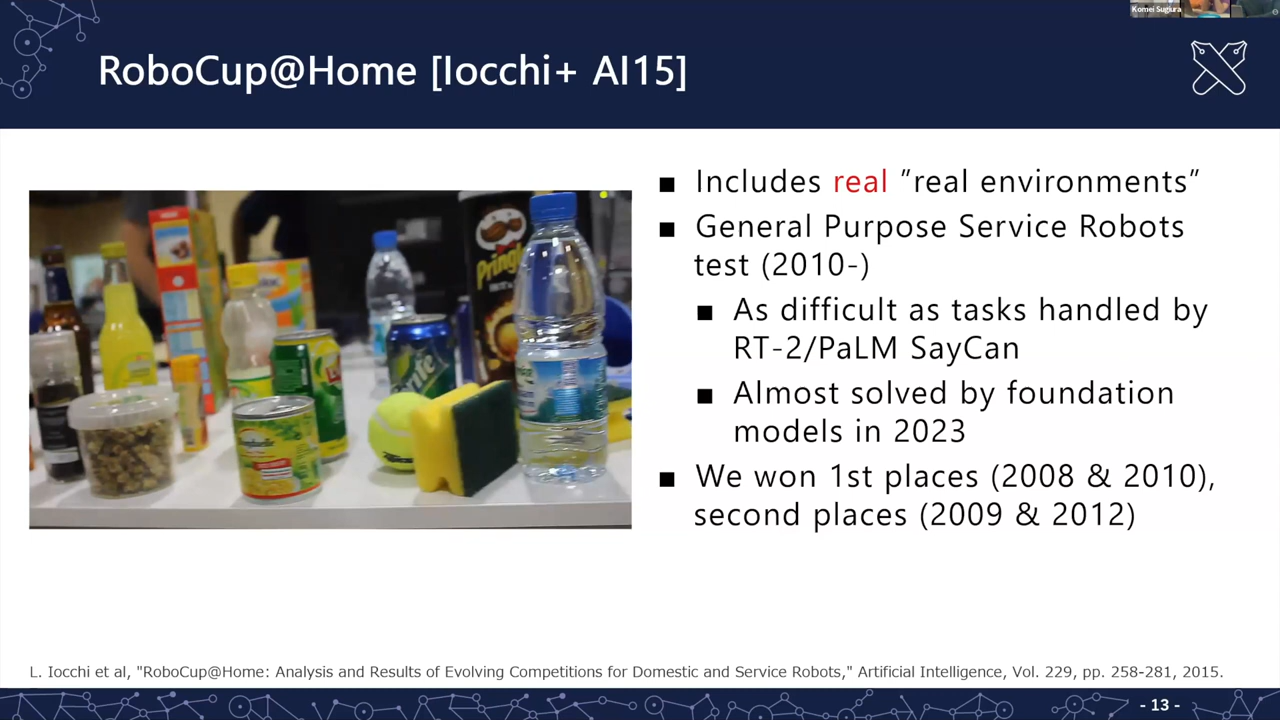 Komei Sugiura
RoboCup@Home [Iocchi+ AI15]
■ Includes real ”real environments”
■ General Purpose Service Robots
test (2010-)
■ As difficult as tasks handled by
RT-2/PaLM SayCan
■ Almost solved by foundation
models in 2023
■ We won 1st places (2008 & 2010),
second places (2009 & 2012)
Pringles
Sprite
L. Iocchi et al, "RoboCup@Home: Analysis and Results of Evolving Competitions for Domestic and Service Robots," Artificial Intelligence, Vol. 229, pp. 258-281, 2015.
- 13 -